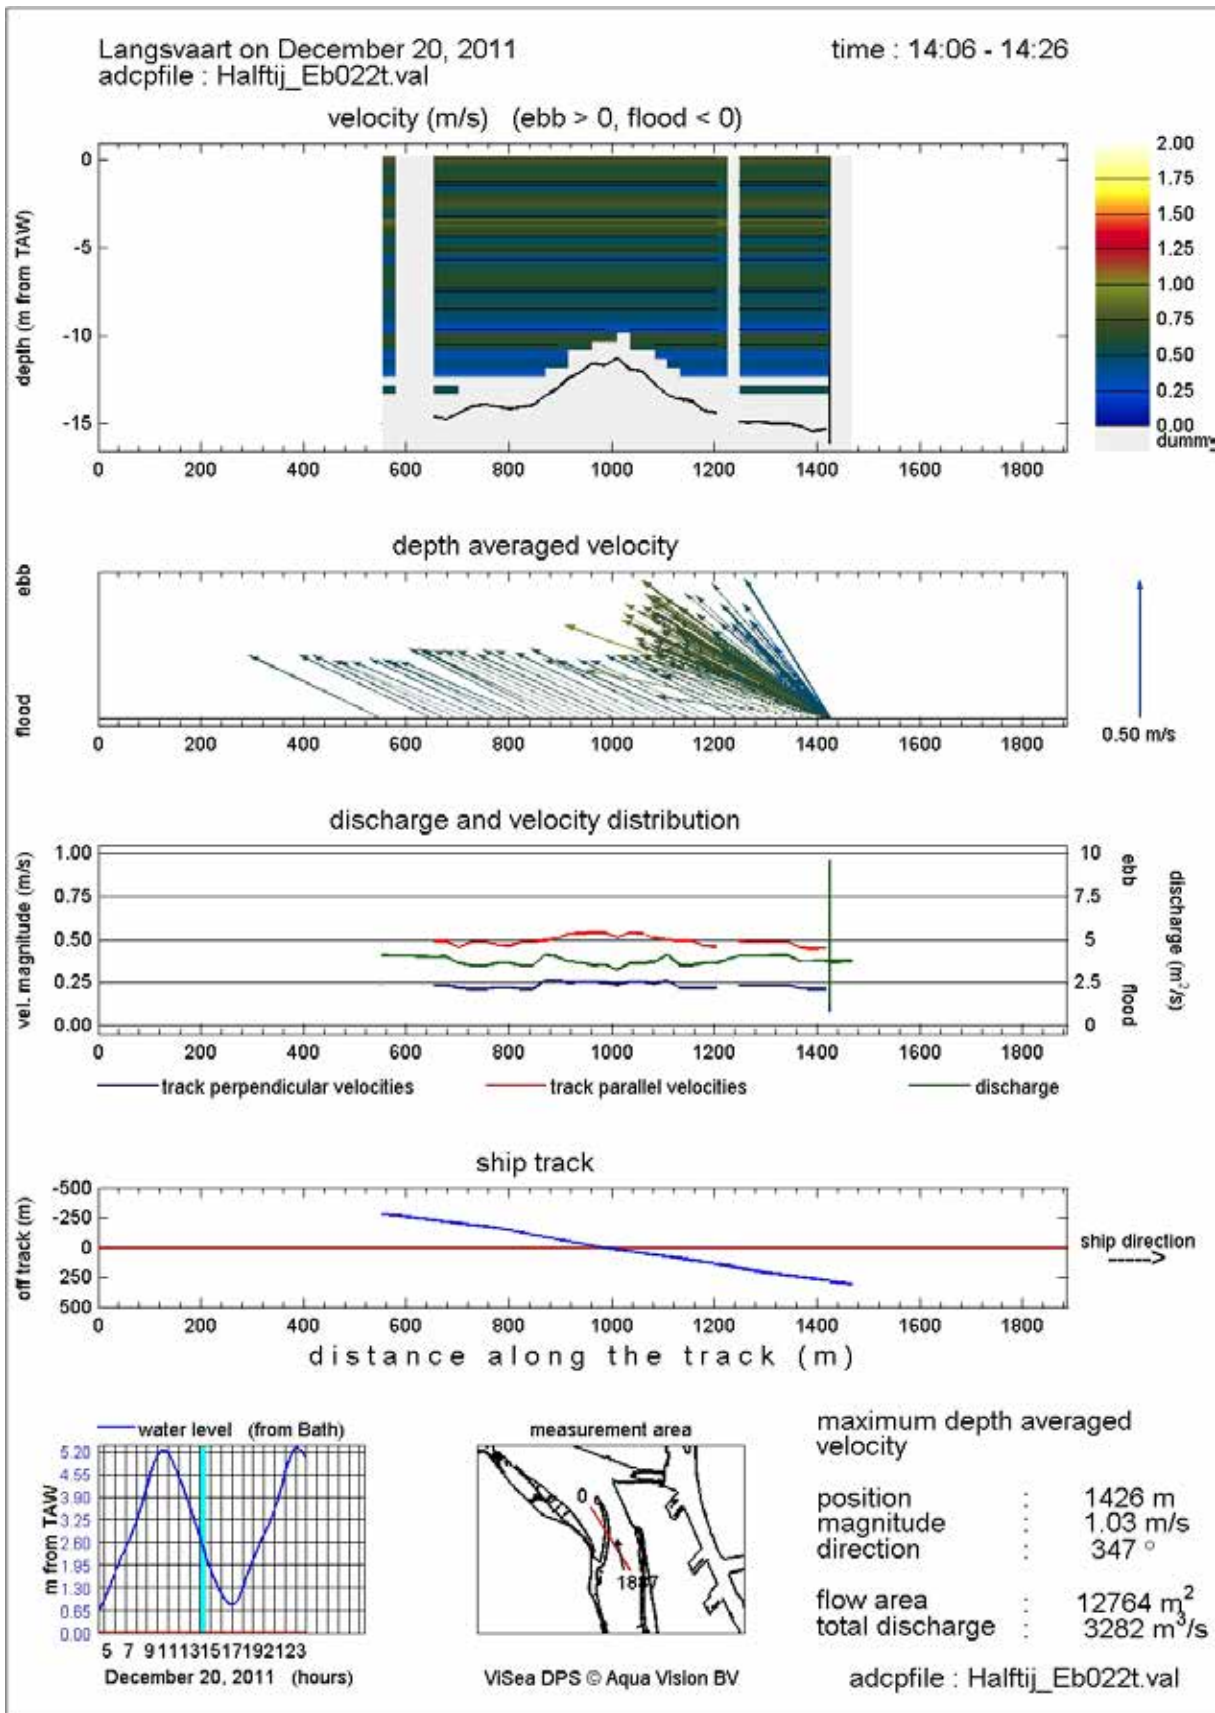 Langsvaart on December 20, 2011
time : 14:06 - 14:26
adcpfile : Halftij_Eb022t.val
velocity (m/s) (ebb > 0, flood < 0)
depth (m from TAW)
0
-5
-10
-15
0 200 400 600 800 1000 1200 1400 1600 1800
2.00
1.75
1.50
1.25
1.00
0.75
0.50
0.25
0.00
dummy
depth averaged velocity
ebb
flood
0 200 400 600 800 1000 1200 1400 1600 1800
0.50 m/s
discharge and velocity distribution
vel. magnitude (m/s)
1.00
0.75
0.50
0.25
0.00
10
7.5
5
2.5
0
ebb
flood
discharge (m²/s)
0 200 400 600 800 1000 1200 1400 1600 1800
track perpendicular velocities track parallel velocities discharge
ship track
off track (m)
-500
-250
0
250
500
ship direction
----->
0 200 400 600 800 1000 1200 1400 1600 1800
distance along the track (m)
water level (from Bath)
m from TAW
5.20
4.55
3.90
3.25
2.60
1.95
1.30
0.65
0.00
5 7 9 11 13 15 17 19 21 23
December 20, 2011 (hours)
measurement area
0
1887
ViSea DPS © Aqua Vision BV
maximum depth averaged
velocity
position : 1426 m
magnitude : 1.03 m/s
direction : 347 °
flow area : 12764 m²
total discharge : 3282 m³/s
adcpfile : Halftij_Eb022t.val